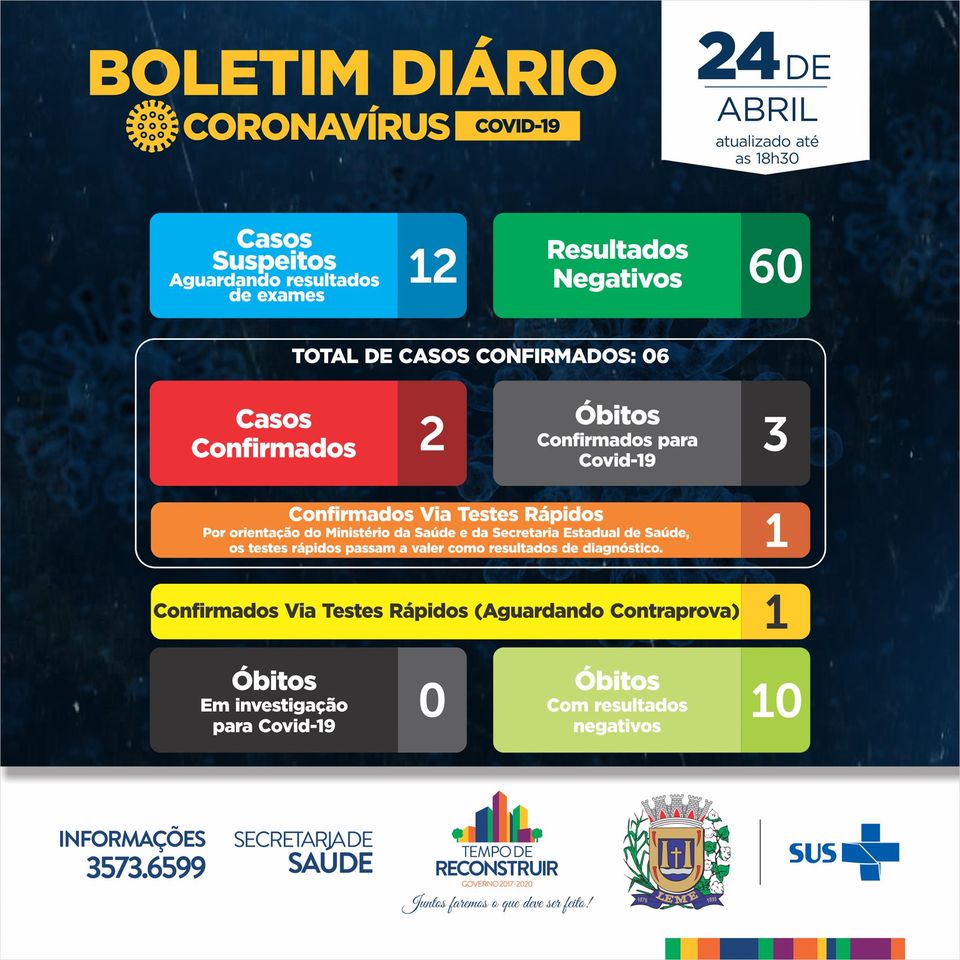 BOLETIM DIÁRIO
CORONAVÍRUS COVID-19
24 DE
ABRIL
atualizado até
as 18h30
Casos
Suspeitos
Aguardando resultados
de exames
12
Resultados
Negativos
60
TOTAL DE CASOS CONFIRMADOS: 06
Casos
Confirmados
2
Óbitos
Confirmados para
Covid-19
3
Confirmados Via Testes Rápidos
Por orientação do Ministério da Saúde e da Secretaria Estadual de Saúde,
os testes rápidos passam a valer como resultados de diagnóstico.
1
Confirmados Via Testes Rápidos (Aguardando Contraprova)
1
Óbitos
Em investigação
para Covid-19
0
Óbitos
Com resultados
negativos
10
INFORMAÇÕES
3573.6599
SECRETARIA DE
SAÚDE
TEMPO DE
RECONSTRUIR
GOVERNO 2017-2020
Juntos faremos o que deve ser feito!
1876 LEME 1895
SUS